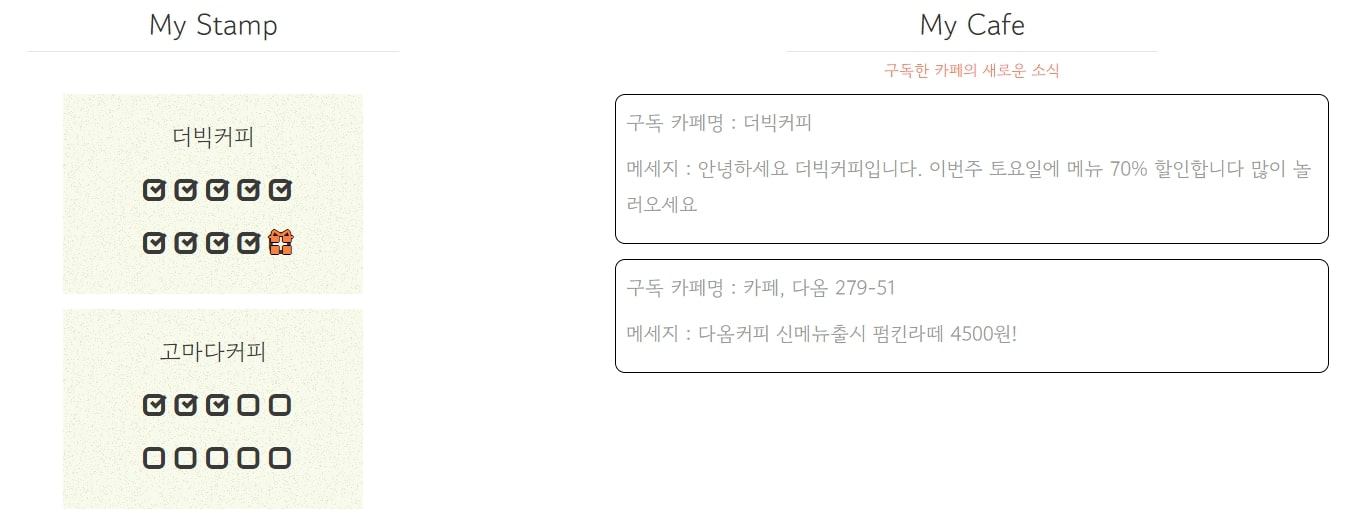 My Stamp
더빅커피
고마다커피
My Cafe
구독한 카페의 새로운 소식
구독 카페명 : 더빅커피
메세지 : 안녕하세요 더빅커피입니다. 이번주 토요일에 메뉴 70% 할인합니다 많이 놀
러오세요
구독 카페명 : 카페, 다옴 279-51
메세지 : 다옴커피 신메뉴출시 펌킨라떼 4500원!